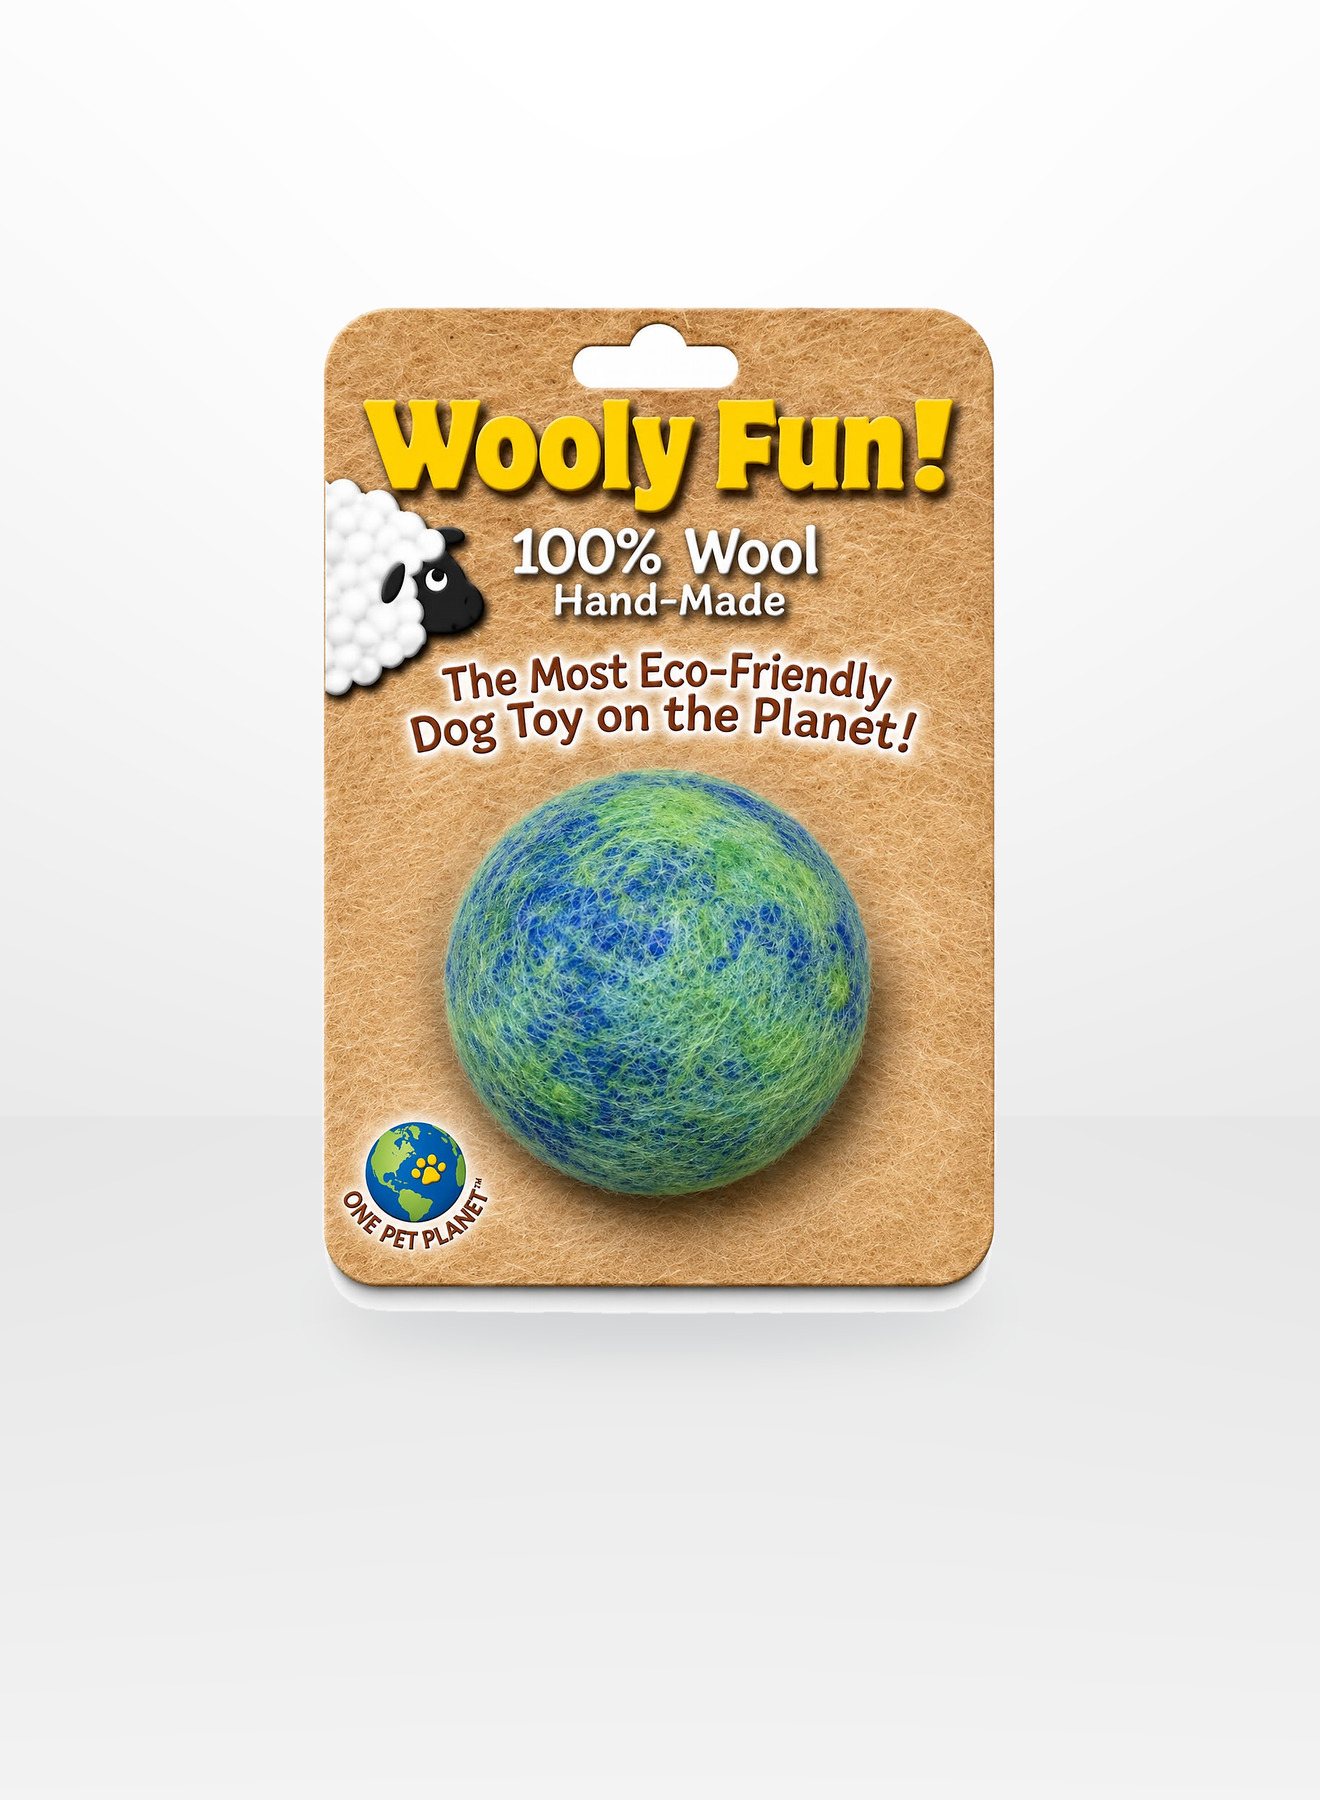 Wooly Fun!
100% Wool
Hand-Made
The Most Eco-Friendly
Dog Toy on the Planet!
ONE PET PLANET™